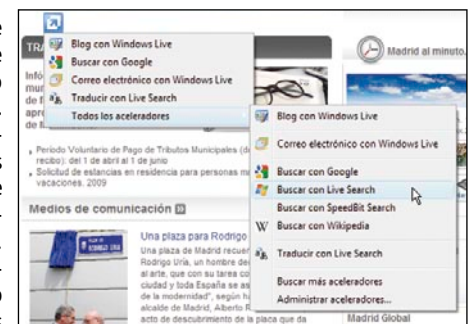 Blog con Windows Live
Buscar con Google
Correo electrónico con Windows Live
Traducir con Live Search
Todos los aceleradores
Madrid al minuto.
Blog con Windows Live
Correo electrónico con Windows Live
Buscar con Google
Buscar con Live Search
Buscar con SpeedBit Search
Buscar con Wikipedia
Traducir con Live Search
Buscar más aceleradores
Administrar aceleradores...
Periodo Voluntario de Pago de Tributos Municipales
recibo): del 1 de abril al 1 de junio
Solicitud de estancias en residencia para personas
vacaciones. 2009
Medios de comunicación
Una plaza para Rodrigo
Una plaza de Madrid
Rodrigo Uría, un hombre
al arte, que con su tarea
ciudad y toda España se
de la modernidad", según
alcalde de Madrid, Alberto
acto de descubrimiento de la placa que da
Madrid Global